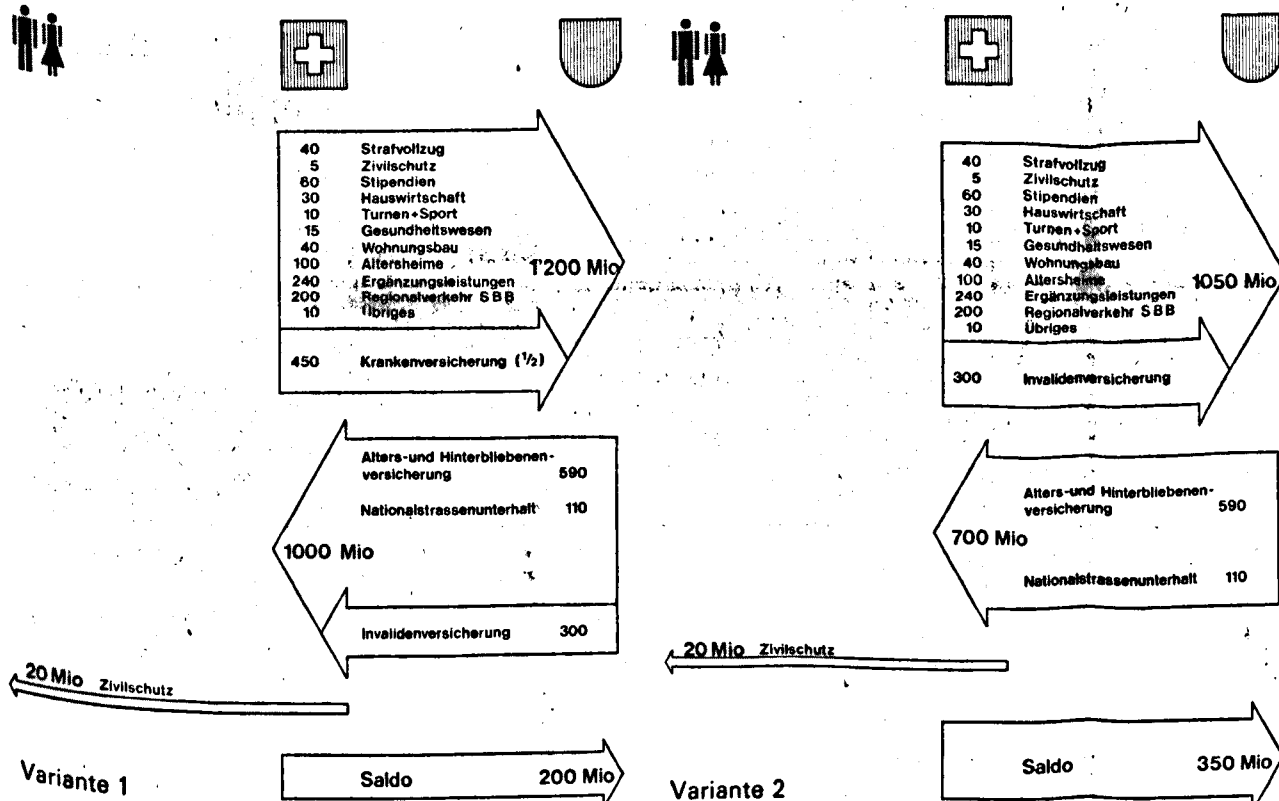 40 Strafvollzug
5 Zivilschutz
60 Stipendien
30 Hauswirtschaft
10 Turnen+Sport
15 Gesundheitswesen
40 Wohnungsbau
100 Altersheime
240 Ergänzungsleistungen
200 Regionalverkehr SBB
10 Übriges
1'200 Mio
450 Krankenversicherung (1/2)
Alters-und Hinterbliebenen-
versicherung 590
Nationalstrassenunterhalt 110
1000 Mio
Invalidenversicherung 300
20 Mio Zivilschutz
Saldo 200 Mio
Variante 1
40 Strafvollzug
5 Zivilschutz
60 Stipendien
30 Hauswirtschaft
10 Turnen+Sport
15 Gesundheitswesen
40 Wohnungsbau
100 Altersheime
240 Ergänzungsleistungen
200 Regionalverkehr SBB
10 Übriges
1050 Mio
300 Invalidenversicherung
Alters-und Hinterbliebenen-
versicherung 590
700 Mio
Nationalstrassenunterhalt 110
20 Mio Zivilschutz
Saldo 350 Mio
Variante 2